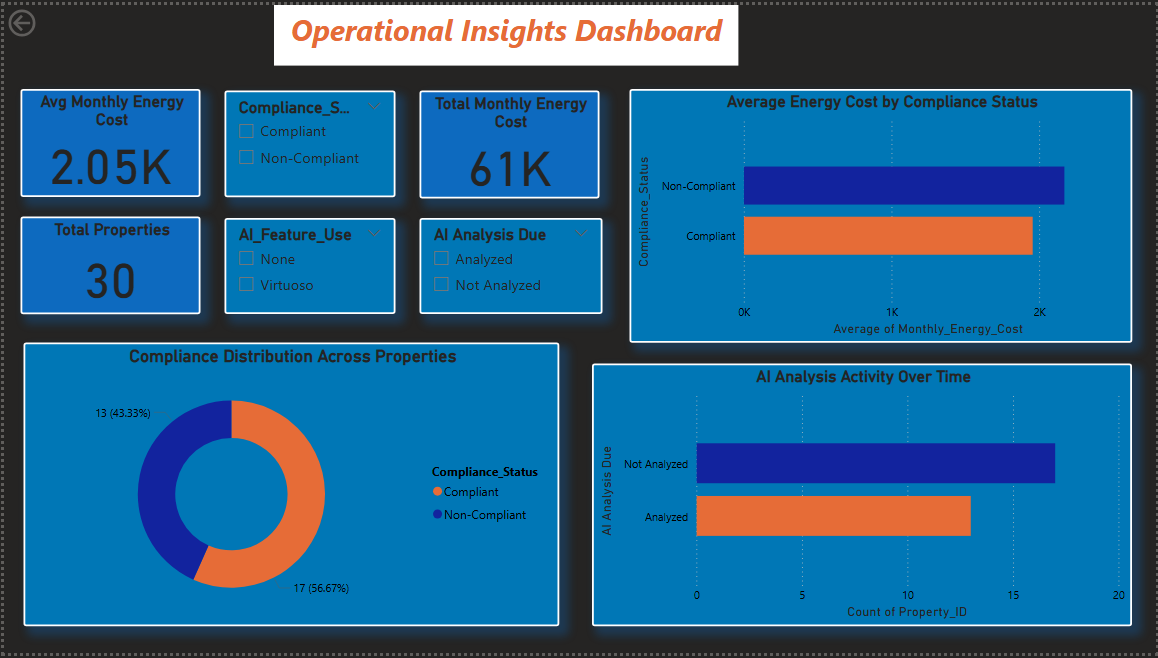 Operational Insights Dashboard
Avg Monthly Energy
Cost
2.05K
Compliance_S...
Compliant
Non-Compliant
Total Monthly Energy
Cost
61K
Total Properties
30
AI_Feature_Use
None
Virtuoso
AI Analysis Due
Analyzed
Not Analyzed
Average Energy Cost by Compliance Status
Compliance_Status
Non-Compliant
Compliant
0K 1K 2K
Average of Monthly_Energy_Cost
Compliance Distribution Across Properties
13 (43.33%)
17 (56.67%)
Compliance_Status
Compliant
Non-Compliant
AI Analysis Activity Over Time
AI Analysis Due
Not Analyzed
Analyzed
0 5 10 15 20
Count of Property_ID